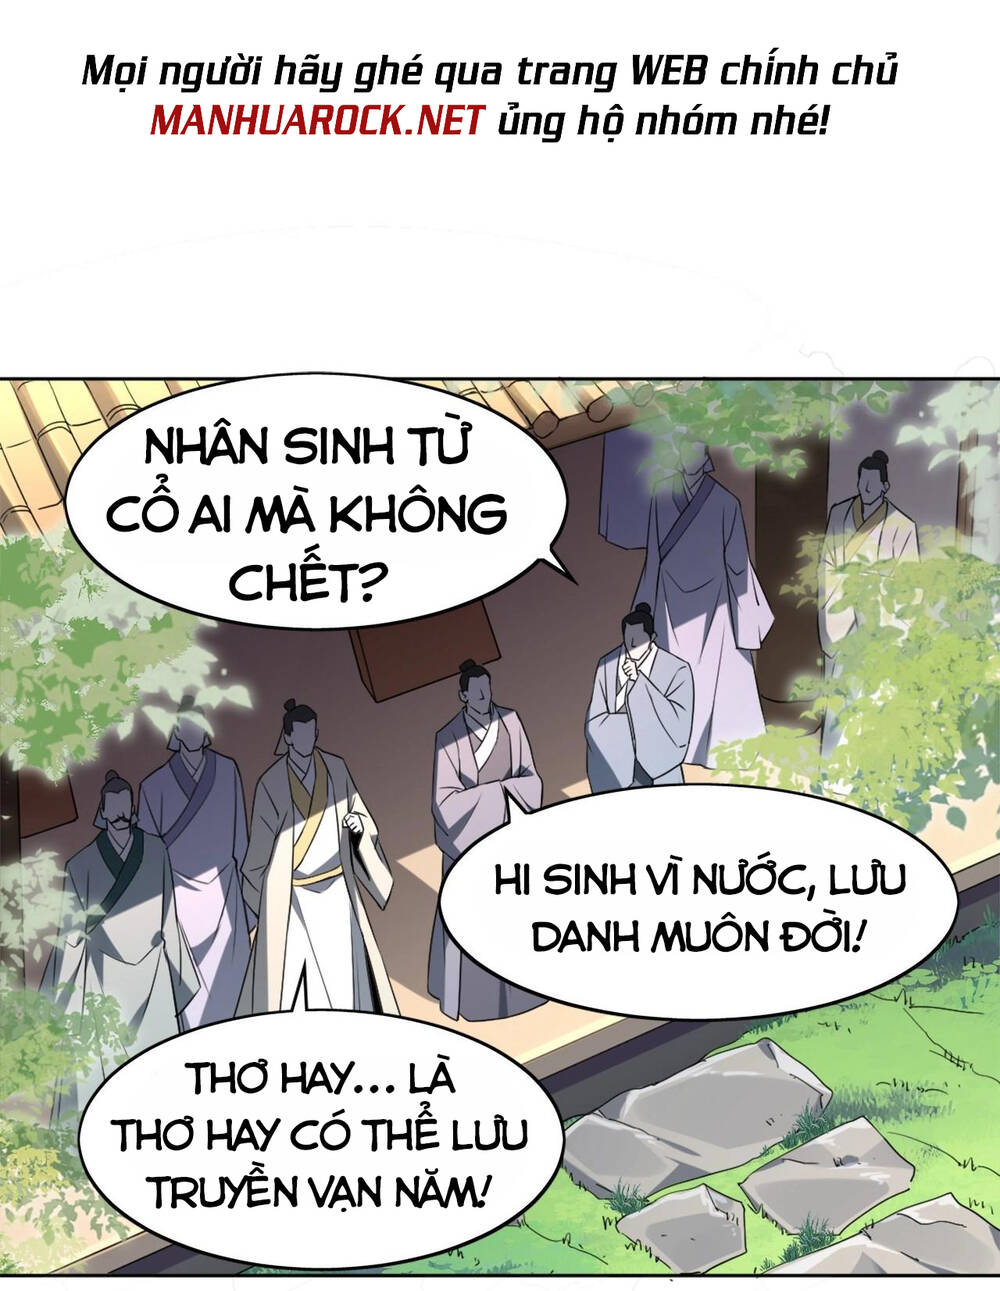 Mọi người hãy ghé qua trang WEB chính chủ
MANHUAROCK.NET ủng hộ nhóm nhé!
NHÂN SINH TỪ
CỔ AI MÀ KHÔNG
CHẾT?
HI SINH VÌ NƯỚC, LƯU
DANH MUÔN ĐỜI!
THƠ HAY... LÀ
THƠ HAY CÓ THỂ LƯU
TRUYỀN VẠN NĂM!